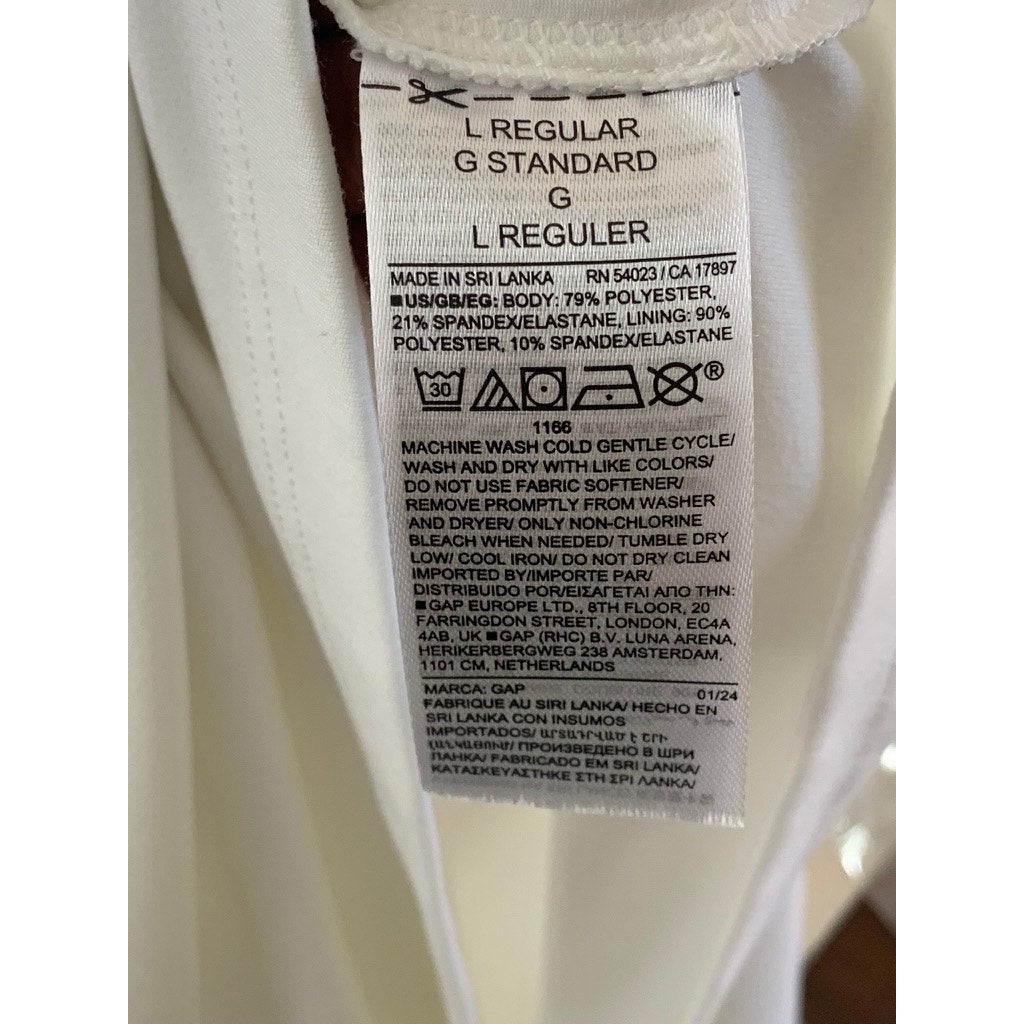 L REGULAR
G STANDARD
G
L REGULER
MADE IN SRI LANKA RN 54023 / CA 17897
■US/GB/EG: BODY: 79% POLYESTER,
21% SPANDEX/ELASTANE, LINING: 90%
POLYESTER, 10% SPANDEX/ELASTANE
30 ®
1166
MACHINE WASH COLD GENTLE CYCLE/
WASH AND DRY WITH LIKE COLORS/
DO NOT USE FABRIC SOFTENER/
REMOVE PROMPTLY FROM WASHER
AND DRYER/ ONLY NON-CHLORINE
BLEACH WHEN NEEDED/ TUMBLE DRY
LOW/ COOL IRON/ DO NOT DRY CLEAN
IMPORTED BY/IMPORTE PAR/
DISTRIBUIDO POR/ΕΙΣΑΓΕΤΑΙ ΑΠΟ ΤΗΝ:
■GAP EUROPE LTD., 8TH FLOOR, 20
FARRINGDON STREET, LONDON, EC4A
4AB, UK ■GAP (RHC) B.V. LUNA ARENA,
HERIKERBERGWEG 238 AMSTERDAM,
1101 CM, NETHERLANDS
MARCA: GAP 01/24
FABRIQUE AU SIRI LANKA/ HECHO EN
SRI LANKA CON INSUMOS
IMPORTADOS/ ԱՐՏԱԴՐՎԱԾ Է ՇՐԻ
ԼԱՆԿԱՅՈՒՄ/ ПРОИЗВЕДЕНО В ШРИ
ЛАНКА/ FABRICADO EM SRI LANKA/
ΚΑΤΑΣΚΕΥΑΣΤΗΚΕ ΣΤΗ ΣΡΙ ΛΑΝΚΑ/